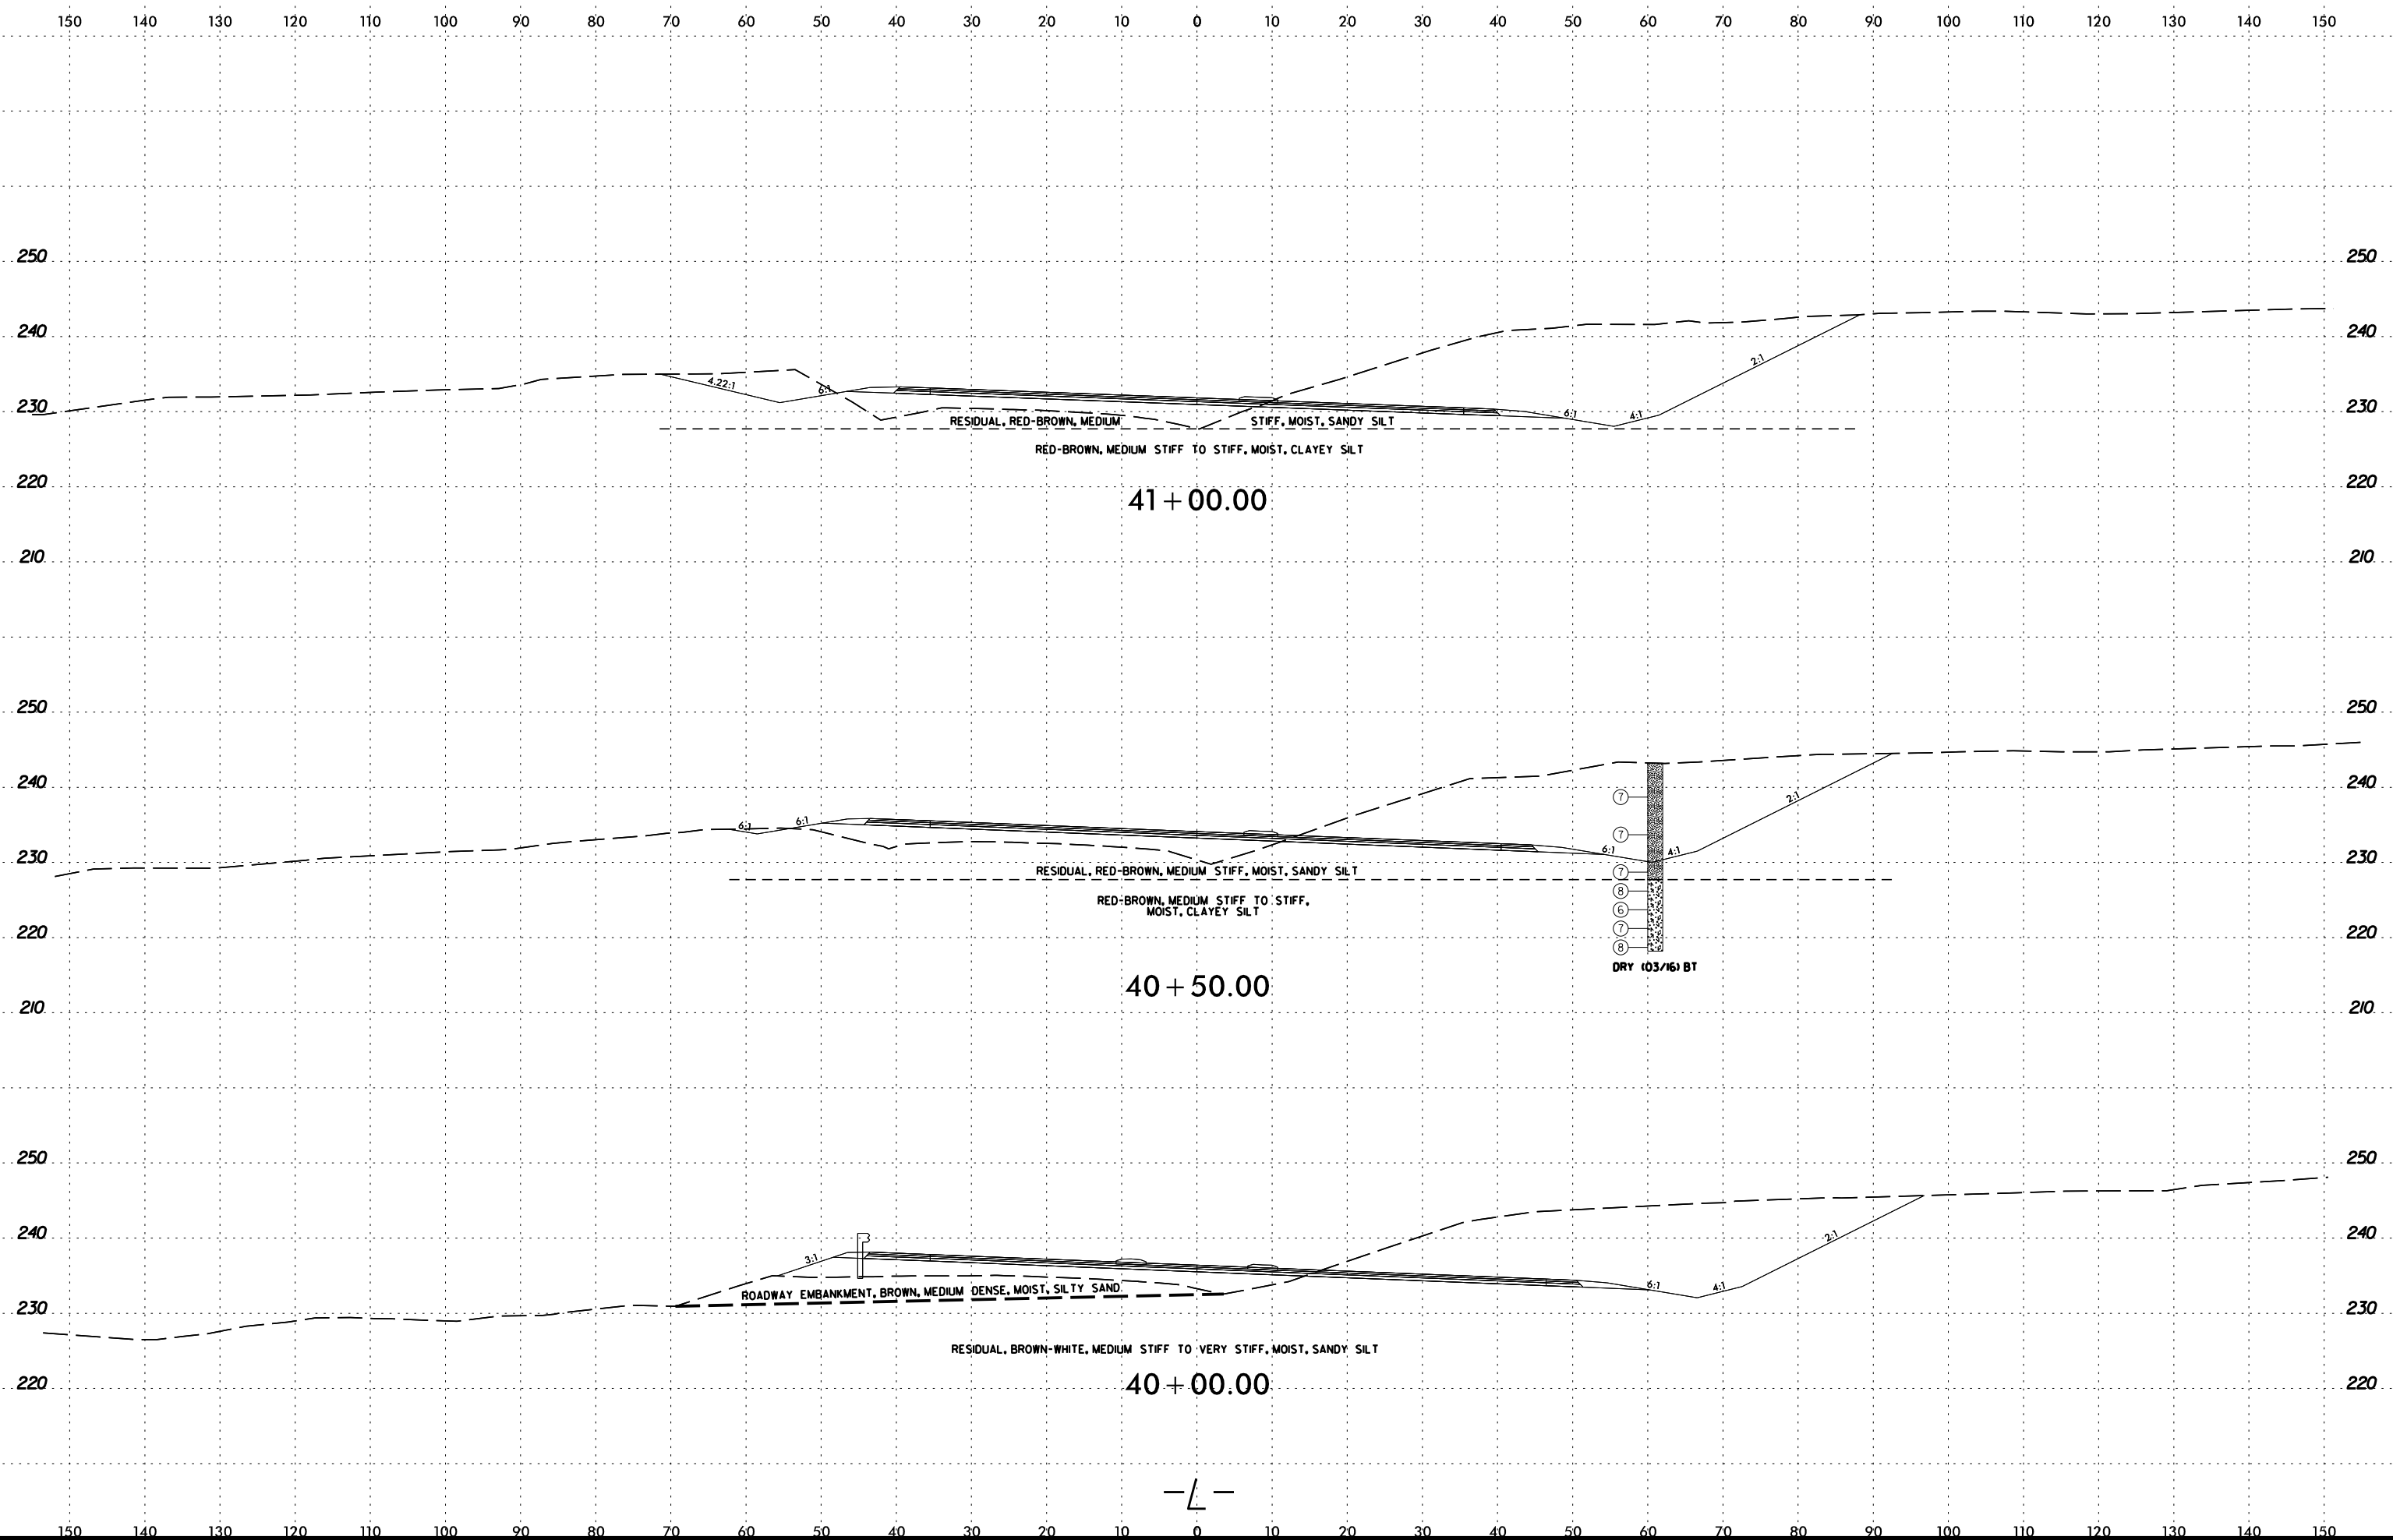 150 140 130 120 110 100 90 80 70 60 50 40 30 20 10 0 10 20 30 40 50 60 70 80 90 100 110 120 130 140 150
250 250
240 240
2:1
4.22:1 6:1
230 6:1 4:1 230
RESIDUAL, RED-BROWN, MEDIUM STIFF, MOIST, SANDY SILT
RED-BROWN, MEDIUM STIFF TO STIFF, MOIST, CLAYEY SILT
220 220
41+00.00
210 210
250 250
240 240
2:1
7
6:1 6:1
7
230 6:1 4:1 230
RESIDUAL, RED-BROWN, MEDIUM STIFF, MOIST, SANDY SILT 7
8
RED-BROWN, MEDIUM STIFF TO STIFF,
MOIST, CLAYEY SILT 6
7
220 220
8
DRY (03/16) BT
40+50.00
210 210
250 250
240 240
2:1
3:1
6:1 4:1
ROADWAY EMBANKMENT, BROWN, MEDIUM DENSE, MOIST, SILTY SAND
230 230
RESIDUAL, BROWN-WHITE, MEDIUM STIFF TO VERY STIFF, MOIST, SANDY SILT
220 220
40+00.00
-L-
150 140 130 120 110 100 90 80 70 60 50 40 30 20 10 0 10 20 30 40 50 60 70 80 90 100 110 120 130 140 150